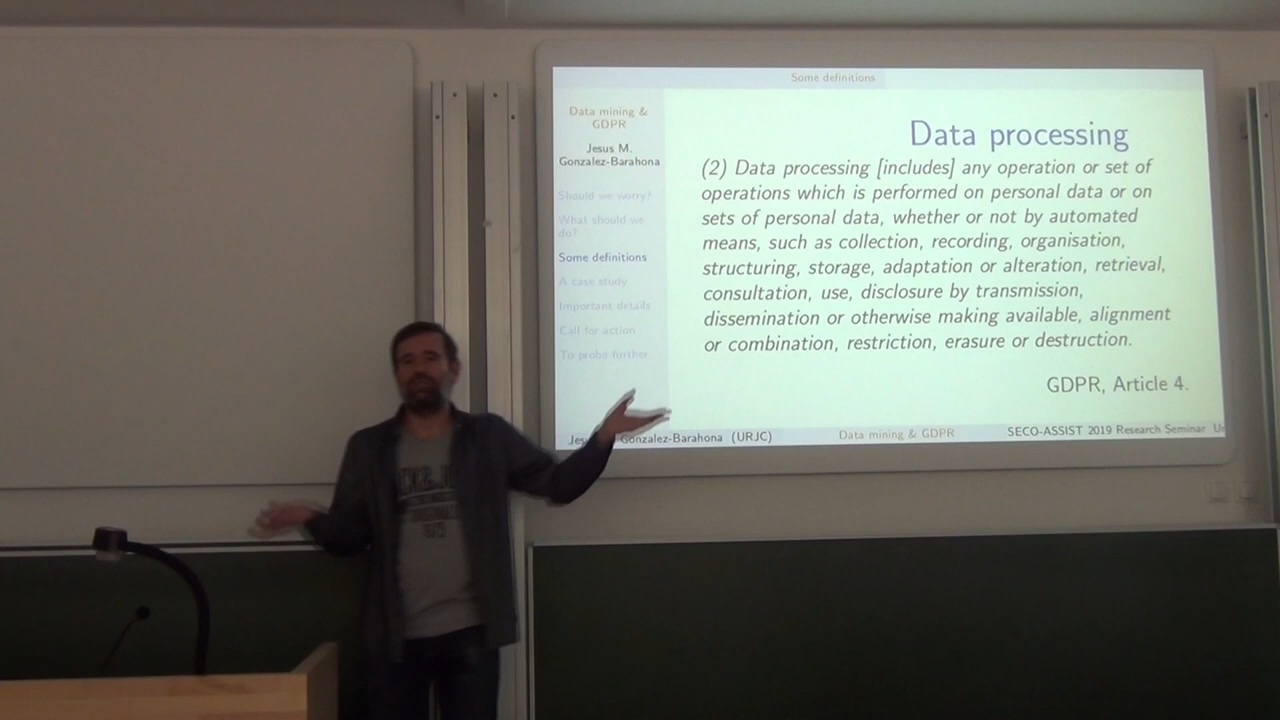 Some definitions
Data mining &
GDPR
Jesus M.
Gonzalez-Barahona
Should we worry?
What should we
do?
Some definitions
A case study
Important details
Call for action
To probe further
Data processing
(2) Data processing [includes] any operation or set of
operations which is performed on personal data or on
sets of personal data, whether or not by automated
means, such as collection, recording, organisation,
structuring, storage, adaptation or alteration, retrieval,
consultation, use, disclosure by transmission,
dissemination or otherwise making available, alignment
or combination, restriction, erasure or destruction.
GDPR, Article 4.
Gonzalez-Barahona (URJC)
Data mining & GDPR
SECO-ASSIST 2019 Research Seminar